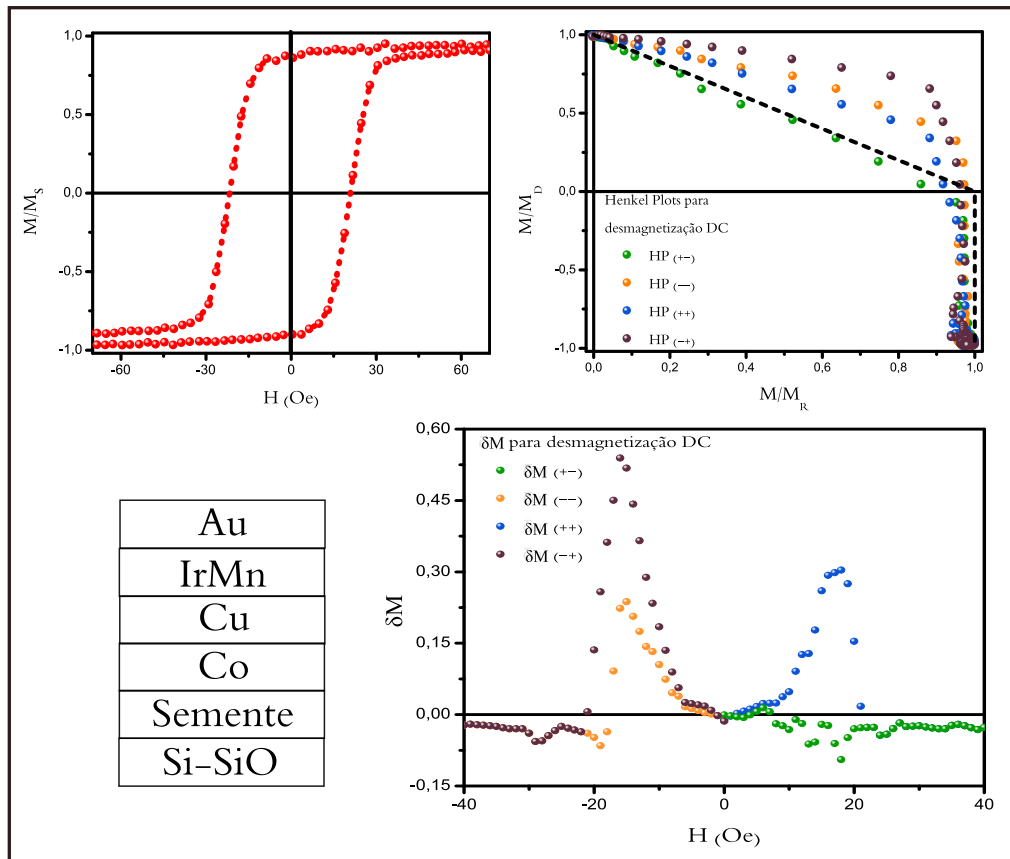 1,0
0,5
0,0
-0,5
-1,0
M/M_S
-60 -30 0 30 60
H (Oe)
1,0
0,5
0,0
-0,5
-1,0
M/M_D
Henkel Plots para
desmagnetização DC
HP (+−)
HP (−−)
HP (++)
HP (−+)
0,0 0,2 0,4 0,6 0,8 1,0
M/M_R
Au
IrMn
Cu
Co
Semente
Si-SiO
0,60
0,45
0,30
0,15
0,00
-0,15
δM
δM para desmagnetização DC
δM (+−)
δM (−−)
δM (++)
δM (−+)
-40 -20 0 20 40
H (Oe)